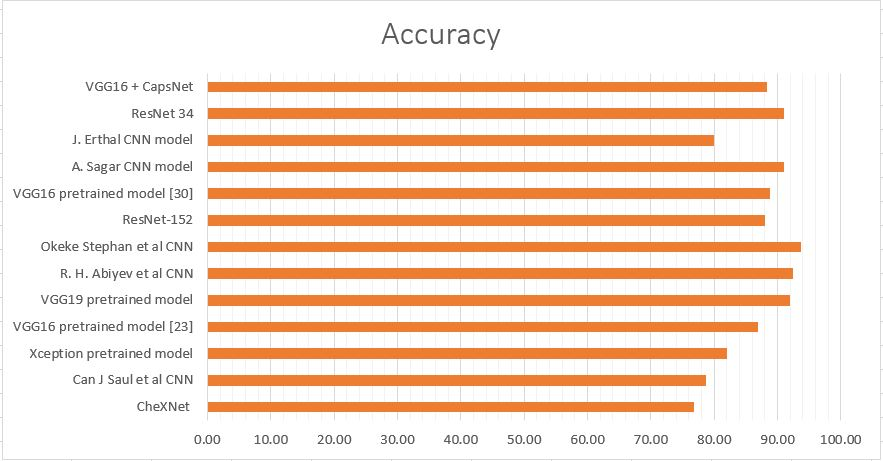 Accuracy
VGG16 + CapsNet
ResNet 34
J. Erthal CNN model
A. Sagar CNN model
VGG16 pretrained model [30]
ResNet-152
Okeke Stephan et al CNN
R. H. Abiyev et al CNN
VGG19 pretrained model
VGG16 pretrained model [23]
Xception pretrained model
Can J Saul et al CNN
CheXNet
0.00 10.00 20.00 30.00 40.00 50.00 60.00 70.00 80.00 90.00 100.00